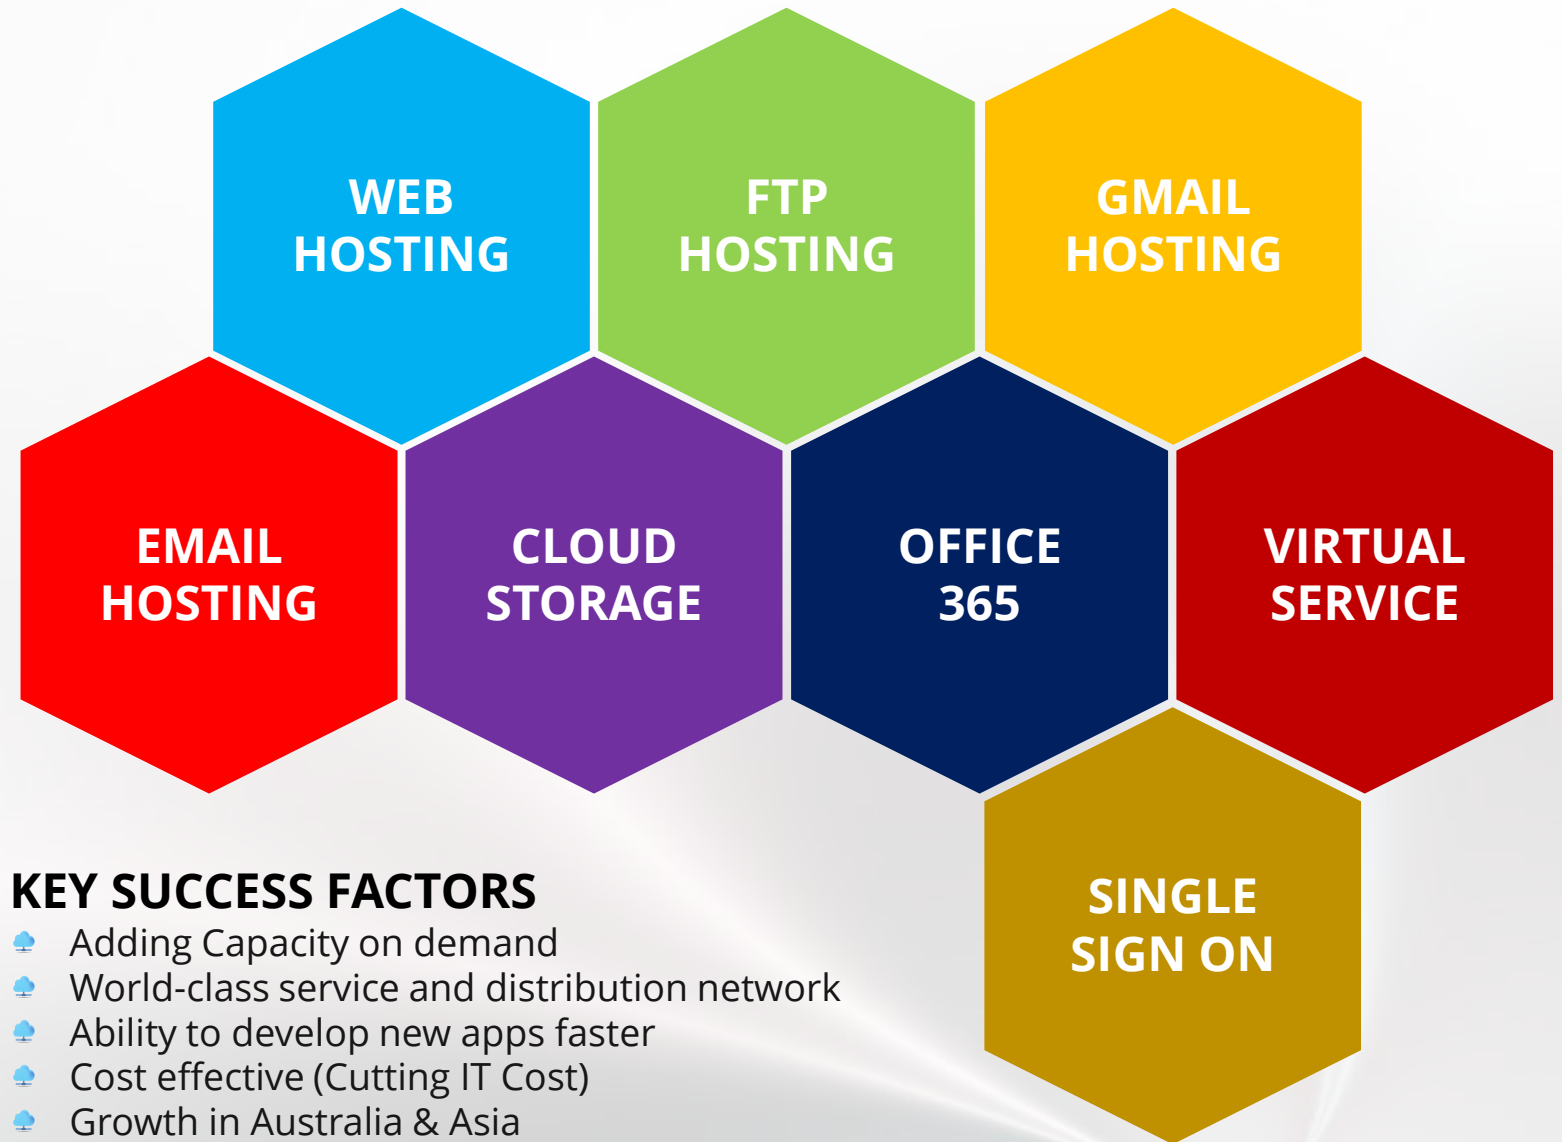 WEB
HOSTING
FTP
HOSTING
GMAIL
HOSTING
EMAIL
HOSTING
CLOUD
STORAGE
OFFICE
365
VIRTUAL
SERVICE
SINGLE
SIGN ON
KEY SUCCESS FACTORS
Adding Capacity on demand
World-class service and distribution network
Ability to develop new apps faster
Cost effective (Cutting IT Cost)
Growth in Australia & Asia